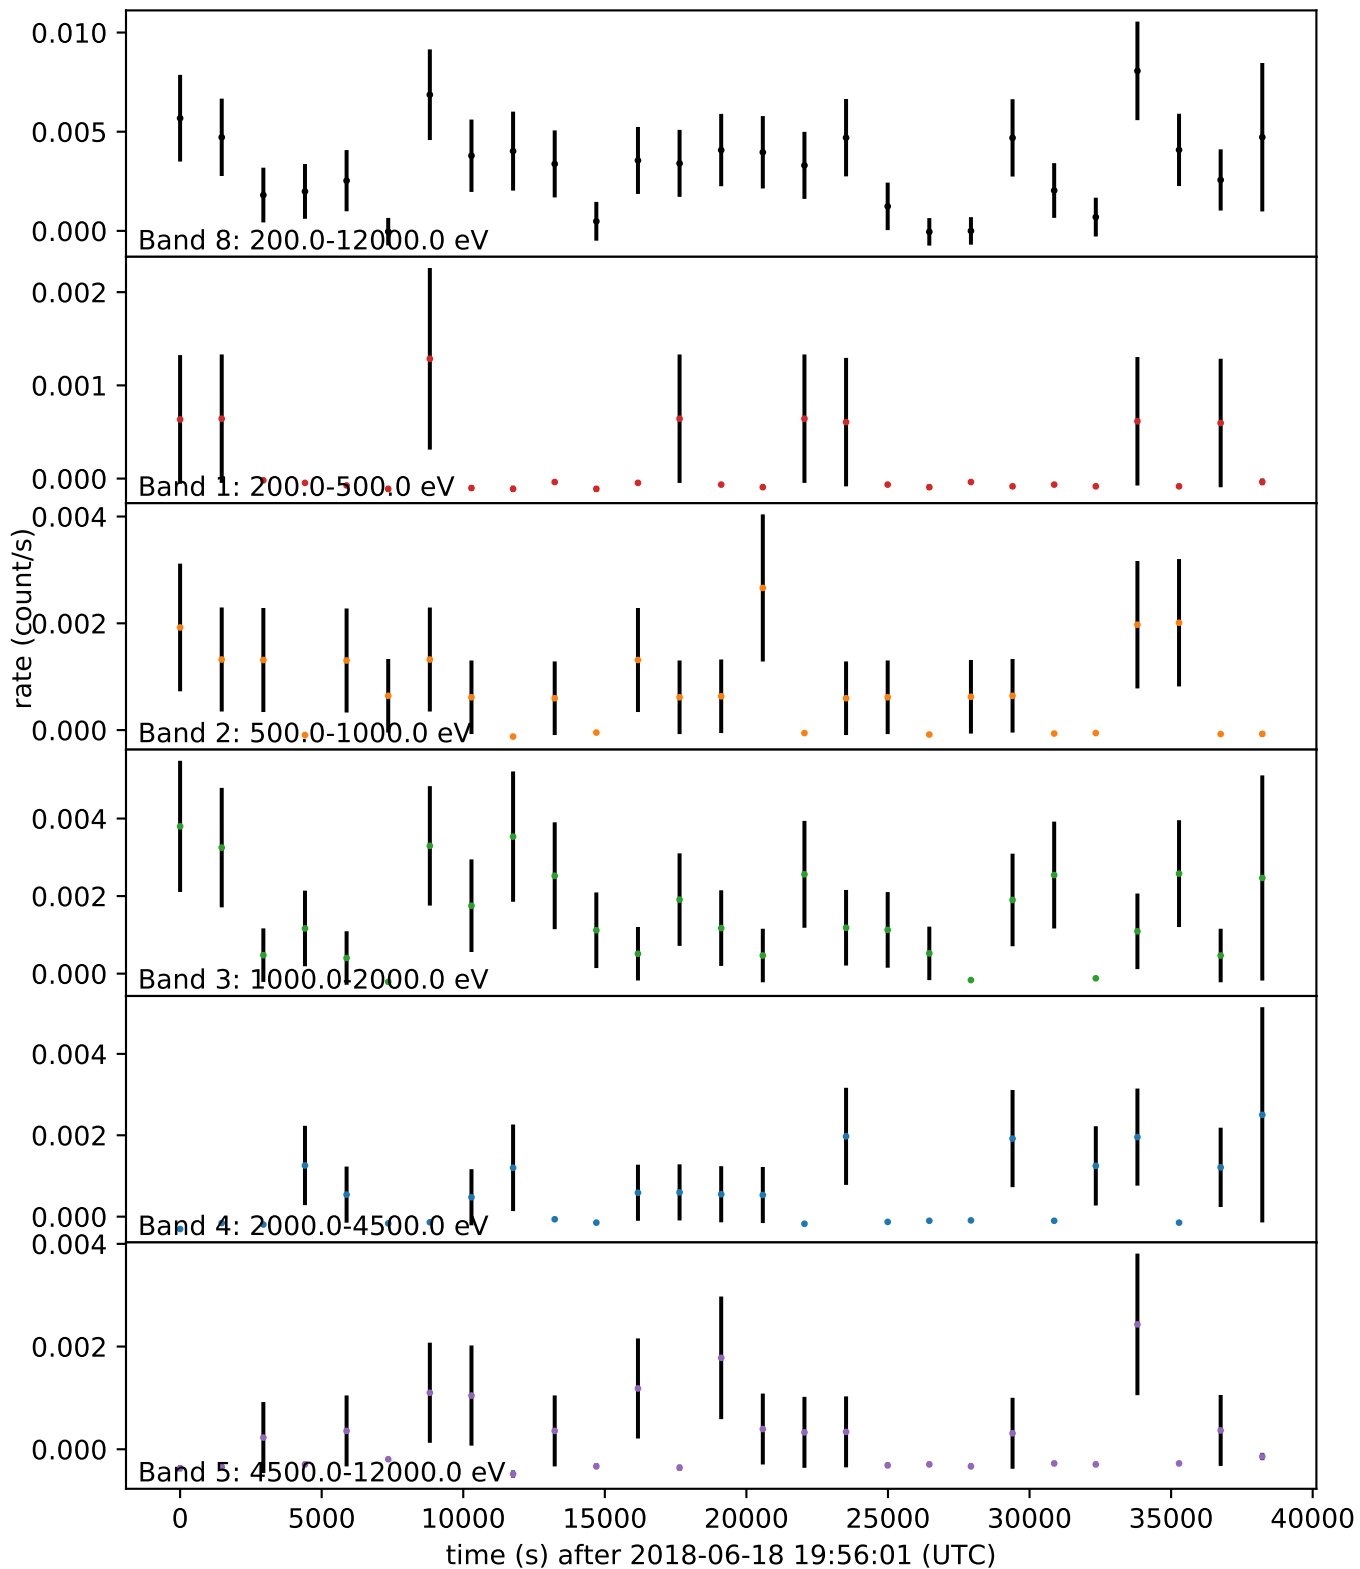 0.010
0.005
0.000
Band 8: 200.0-12000.0 eV
0.002
0.001
0.000
Band 1: 200.0-500.0 eV
0.004
0.002
0.000
Band 2: 500.0-1000.0 eV
rate (count/s)
0.004
0.002
0.000
Band 3: 1000.0-2000.0 eV
0.004
0.002
0.000
Band 4: 2000.0-4500.0 eV
0.004
0.002
0.000
Band 5: 4500.0-12000.0 eV
0 5000 10000 15000 20000 25000 30000 35000 40000
time (s) after 2018-06-18 19:56:01 (UTC)